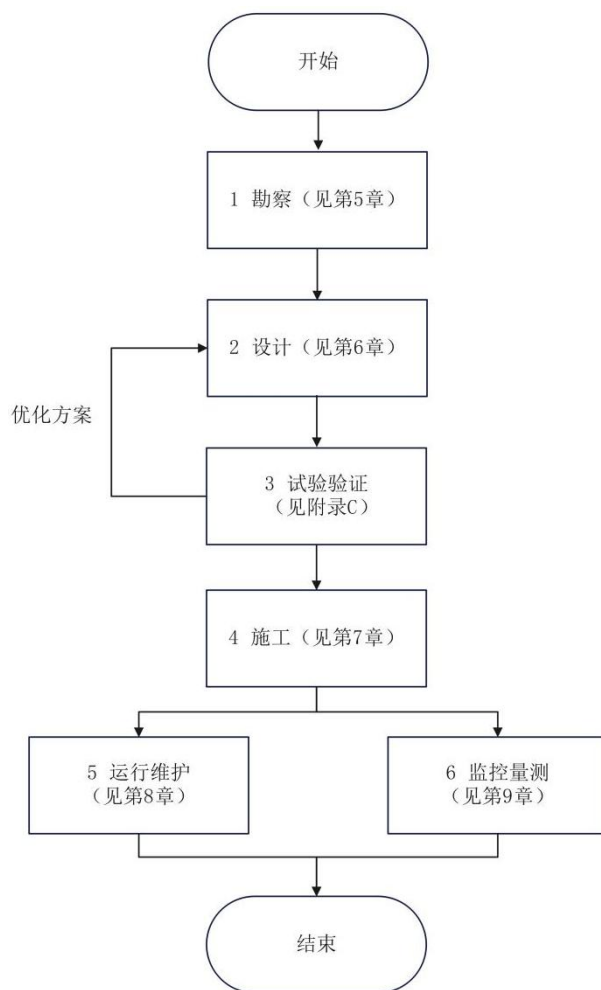 开始
1 勘察（见第5章）
2 设计（见第6章）
优化方案
3 试验验证
（见附录C）
4 施工（见第7章）
5 运行维护
（见第8章）
6 监控量测
（见第9章）
结束